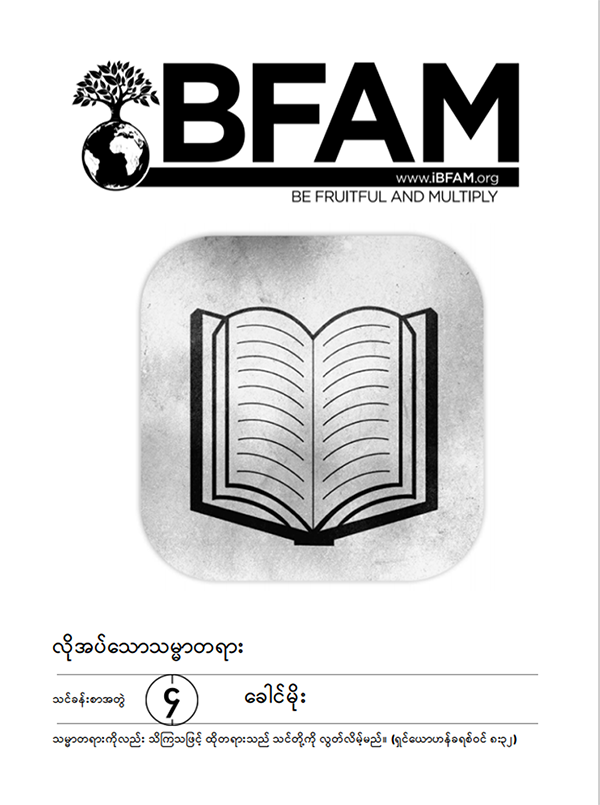 BFAM
www.iBFAM.org
BE FRUITFUL AND MULTIPLY
လိုအပ်သောသမ္မာတရား
သင်ခန်းစာအတွဲ ၄ ခေါင်မိုး
သမ္မာတရားကိုလည်း သိကြသဖြင့် ထိုတရားသည် သင်တို့ကို လွှတ်လိမ့်မည်။ (ရှင်ယောဟန်ခရစ်ဝင် ၈း၃၂)